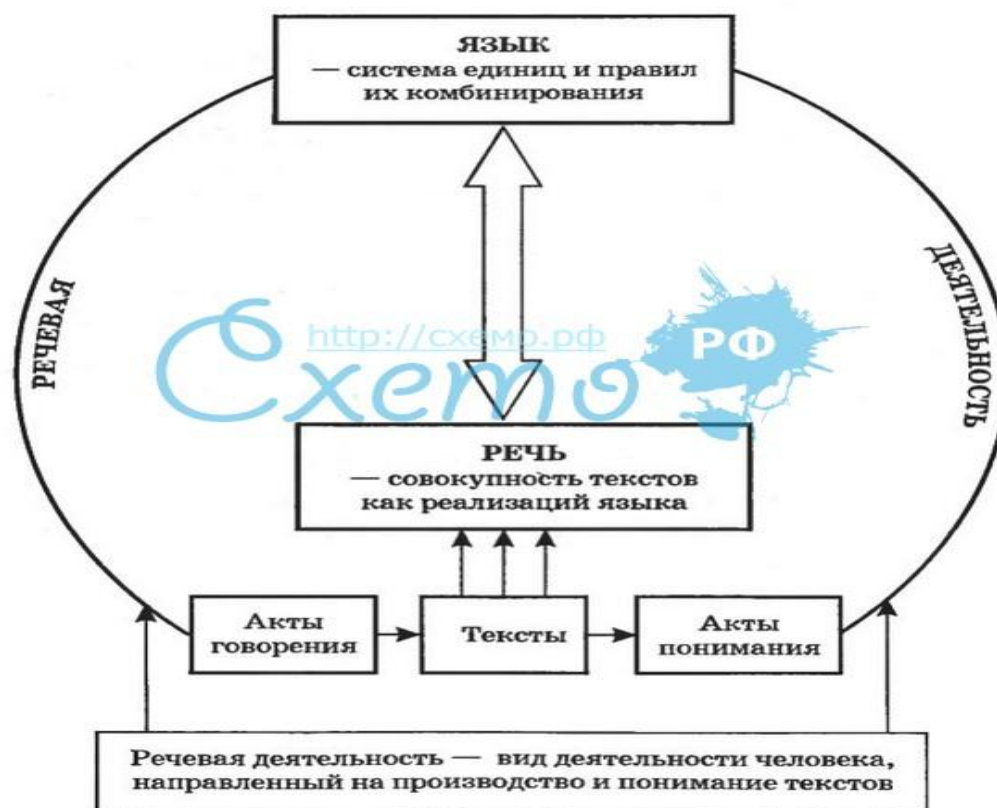 ЯЗЫК
— система единиц и правил
их комбинирования
РЕЧЕВАЯ
ДЕЯТЕЛЬНОСТЬ
http://схемо.рф
Схемо
РФ
РЕЧЬ
— совокупность текстов
как реализаций языка
Акты
говорения
Тексты
Акты
понимания
Речевая деятельность — вид деятельности человека,
направленный на производство и понимание текстов